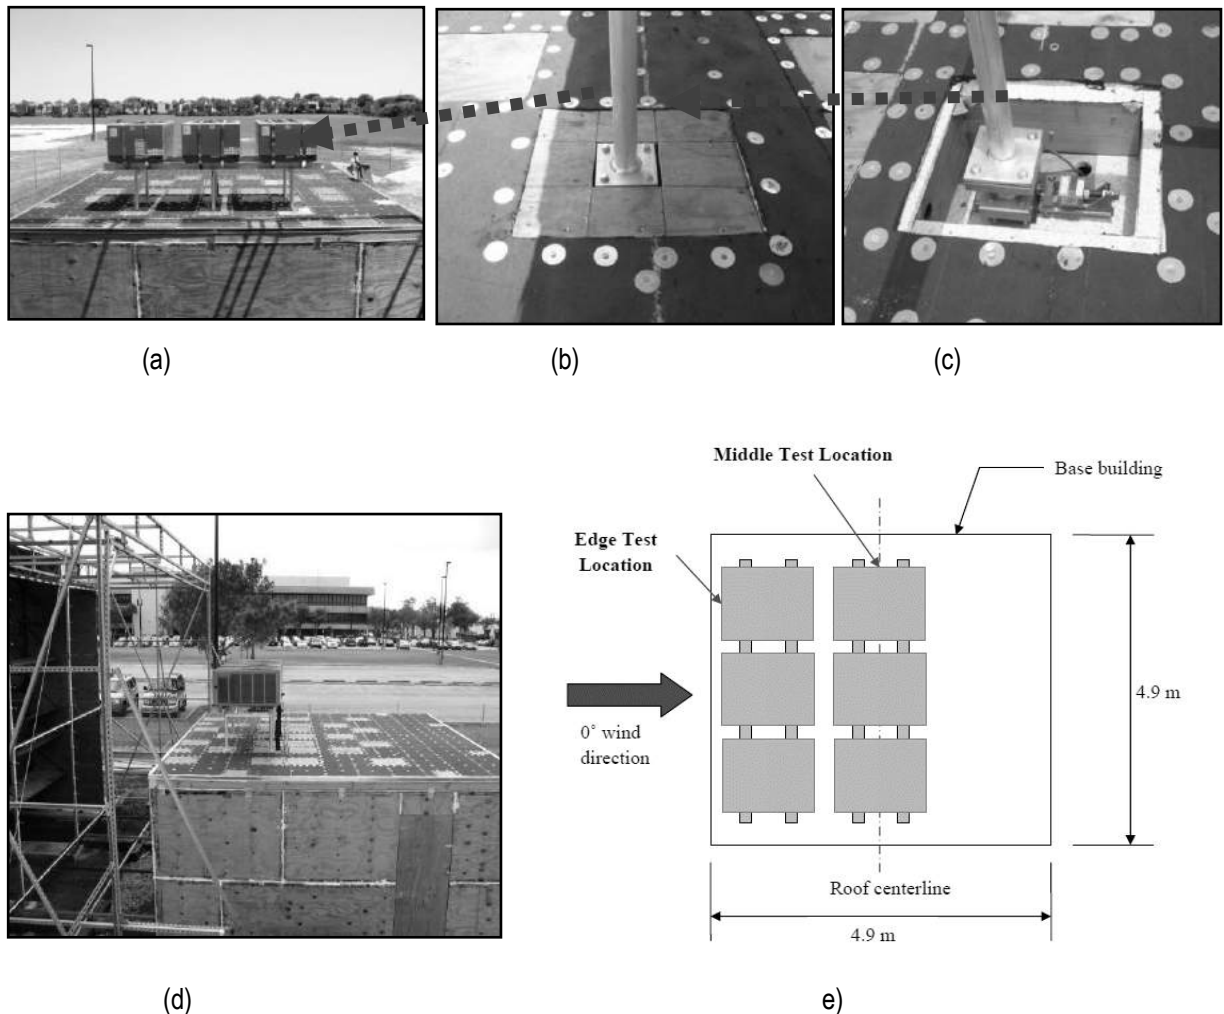 (a)
(b)
(c)
Middle Test Location
Base building
Edge Test
Location
4.9 m
0˚ wind
direction
Roof centerline
4.9 m
(d)
e)